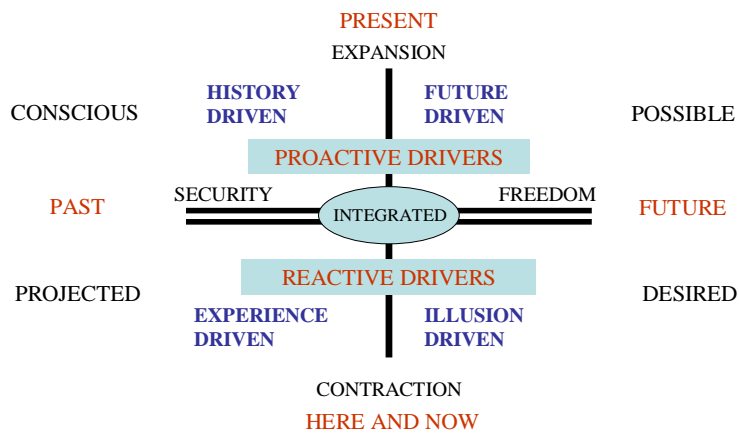 PRESENT
EXPANSION
HISTORY
DRIVEN
FUTURE
DRIVEN
CONSCIOUS
POSSIBLE
PROACTIVE DRIVERS
SECURITY
FREEDOM
PAST
INTEGRATED
FUTURE
REACTIVE DRIVERS
PROJECTED
DESIRED
EXPERIENCE
DRIVEN
ILLUSION
DRIVEN
CONTRACTION
HERE AND NOW